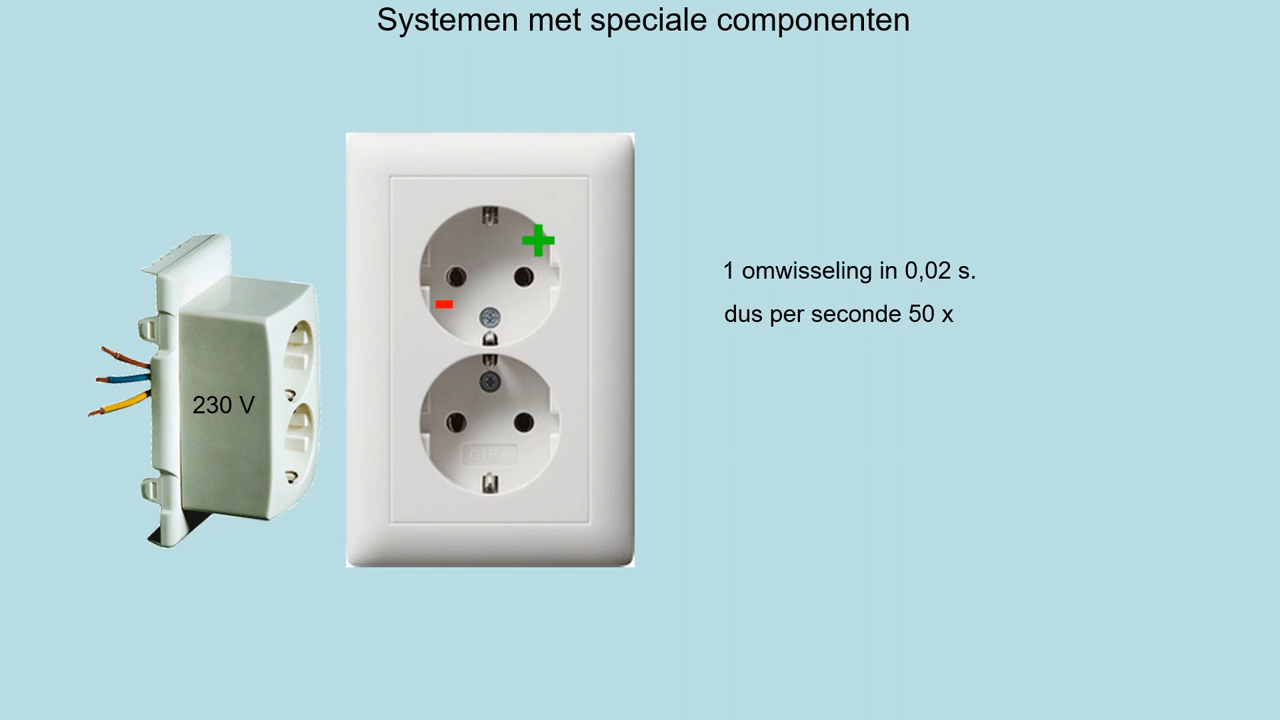 Systemen met speciale componenten
1 omwisseling in 0,02 s.
dus per seconde 50 x
230 V